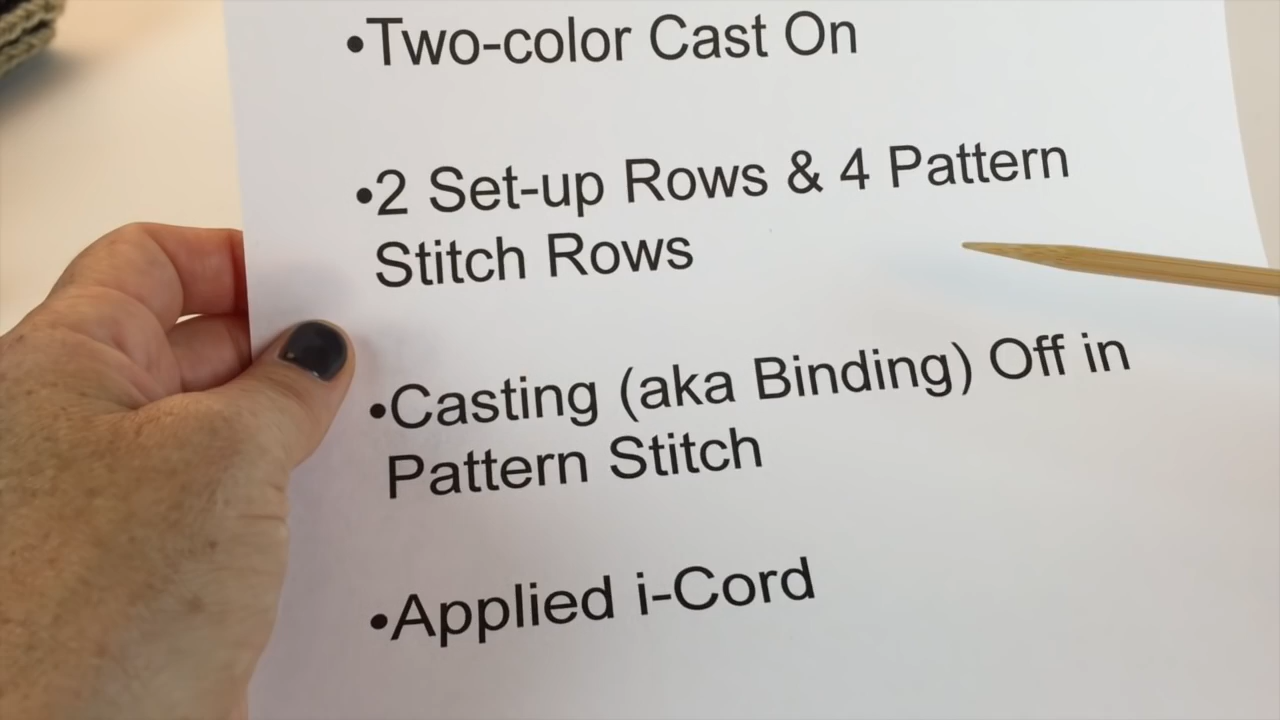 •Two-color Cast On
•2 Set-up Rows & 4 Pattern
Stitch Rows
•Casting (aka Binding) Off in
Pattern Stitch
•Applied i-Cord